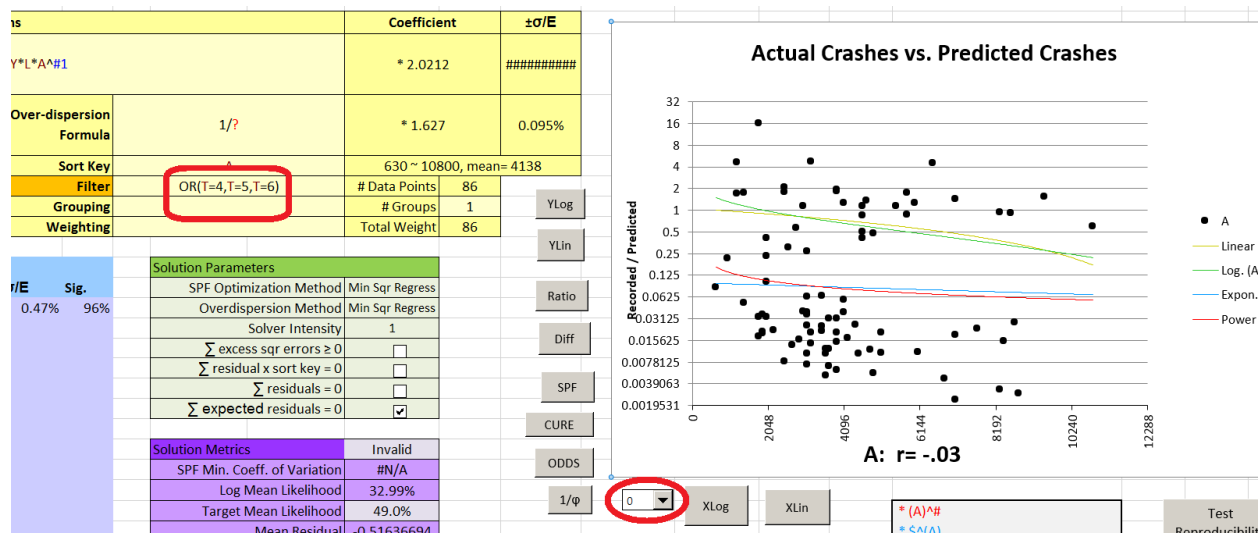 ns
Coefficient
±σ/E
Y*L*A^#1
* 2.0212
##########
Over-dispersion
Formula
1/?
* 1.627
0.095%
Sort Key
A
630 ~ 10800, mean= 4138
Filter
OR(T=4,T=5,T=6)
# Data Points
86
Grouping
# Groups
1
Weighting
Total Weight
86
σ/E
Sig.
0.47%
96%
Solution Parameters
SPF Optimization Method
Min Sqr Regress
Overdispersion Method
Min Sqr Regress
Solver Intensity
1
∑ excess sqr errors ≥ 0
∑ residual x sort key = 0
∑ residuals = 0
∑ expected residuals = 0
Solution Metrics
Invalid
SPF Min. Coeff. of Variation
#N/A
Log Mean Likelihood
32.99%
Target Mean Likelihood
49.0%
Mean Residual
-0.51636694
YLog
YLin
Ratio
Diff
SPF
CURE
ODDS
1/φ
0
XLog
XLin
Actual Crashes vs. Predicted Crashes
Recorded / Predicted
32
16
8
4
2
1
0.5
0.25
0.125
0.0625
0.03125
0.015625
0.0078125
0.0039063
0.0019531
0
2048
4096
6144
8192
10240
12288
A: r= -.03
A
Linear
Log. (A
Expon.
Power
* (A)^#
* $^(A)
Test
Reproducibilit